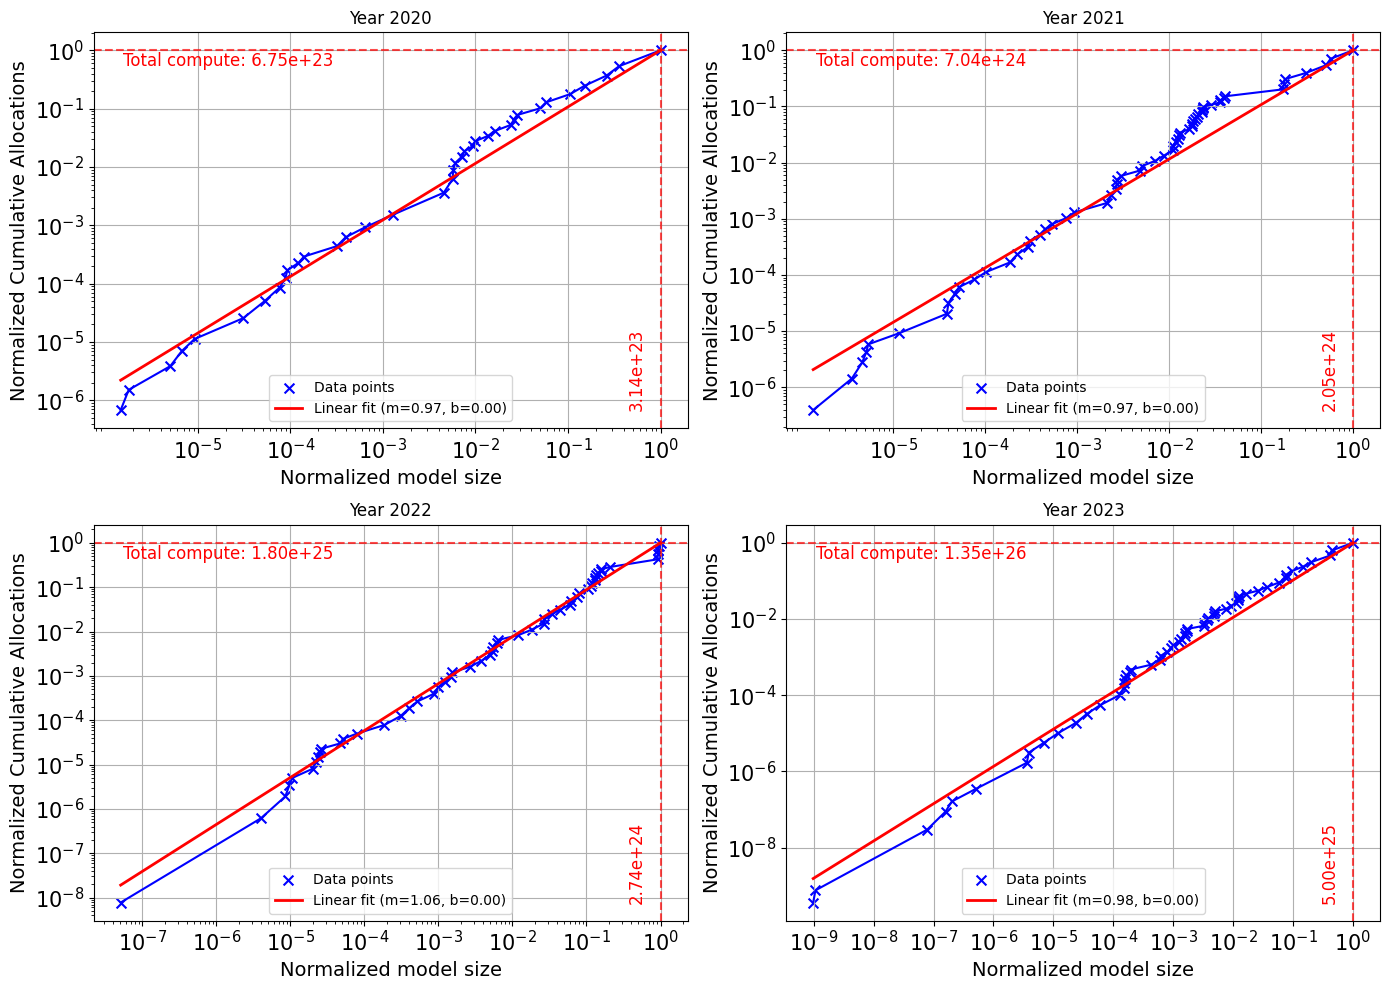 Year 2020
Normalized Cumulative Allocations
10^0
10^-1
10^-2
10^-3
10^-4
10^-5
10^-6
Total compute: 6.75e+23
3.14e+23
Data points
Linear fit (m=0.97, b=0.00)
10^-5 10^-4 10^-3 10^-2 10^-1 10^0
Normalized model size
Year 2021
Normalized Cumulative Allocations
10^0
10^-1
10^-2
10^-3
10^-4
10^-5
10^-6
Total compute: 7.04e+24
2.05e+24
Data points
Linear fit (m=0.97, b=0.00)
10^-5 10^-4 10^-3 10^-2 10^-1 10^0
Normalized model size
Year 2022
Normalized Cumulative Allocations
10^0
10^-1
10^-2
10^-3
10^-4
10^-5
10^-6
10^-7
10^-8
Total compute: 1.80e+25
2.74e+24
Data points
Linear fit (m=1.06, b=0.00)
10^-7 10^-6 10^-5 10^-4 10^-3 10^-2 10^-1 10^0
Normalized model size
Year 2023
Normalized Cumulative Allocations
10^0
10^-2
10^-4
10^-6
10^-8
Total compute: 1.35e+26
5.00e+25
Data points
Linear fit (m=0.98, b=0.00)
10^-9 10^-8 10^-7 10^-6 10^-5 10^-4 10^-3 10^-2 10^-1 10^0
Normalized model size